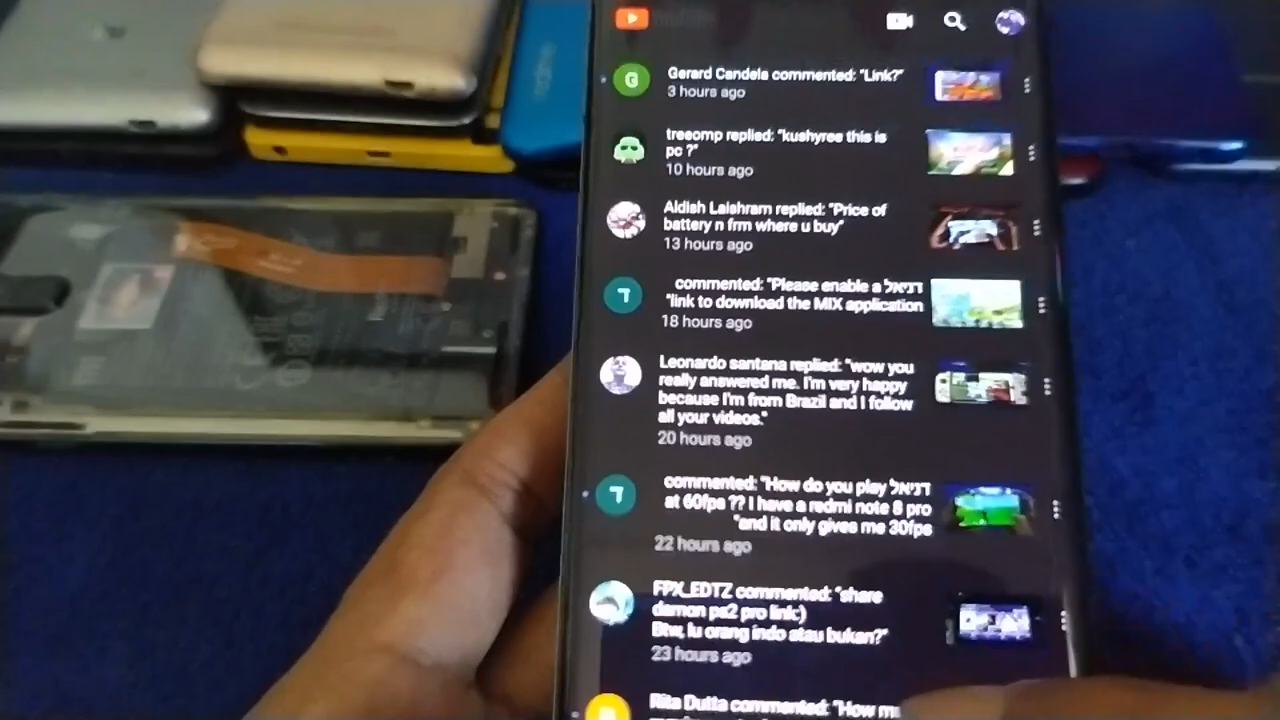 G
Gerard Candela commented: "Link?"
3 hours ago
treeomp replied: "kushyree this is
pc ?"
10 hours ago
Aldish Laishram replied: "Price of
battery n frm where u buy"
13 hours ago
ד
commented: "Please enable a דניאל
"link to download the MIX application
18 hours ago
Leonardo santana replied: "wow you
really answered me. I'm very happy
because I'm from Brazil and I follow
all your videos."
20 hours ago
ד
commented: "How do you play דניאל
at 60fps ?? I have a redmi note 8 pro
"and it only gives me 30fps
22 hours ago
FPX_EDTZ commented: "share
damon ps2 pro link:)
Btw, lu orang indo atau bukan?"
23 hours ago
Rita Dutta commented: "How